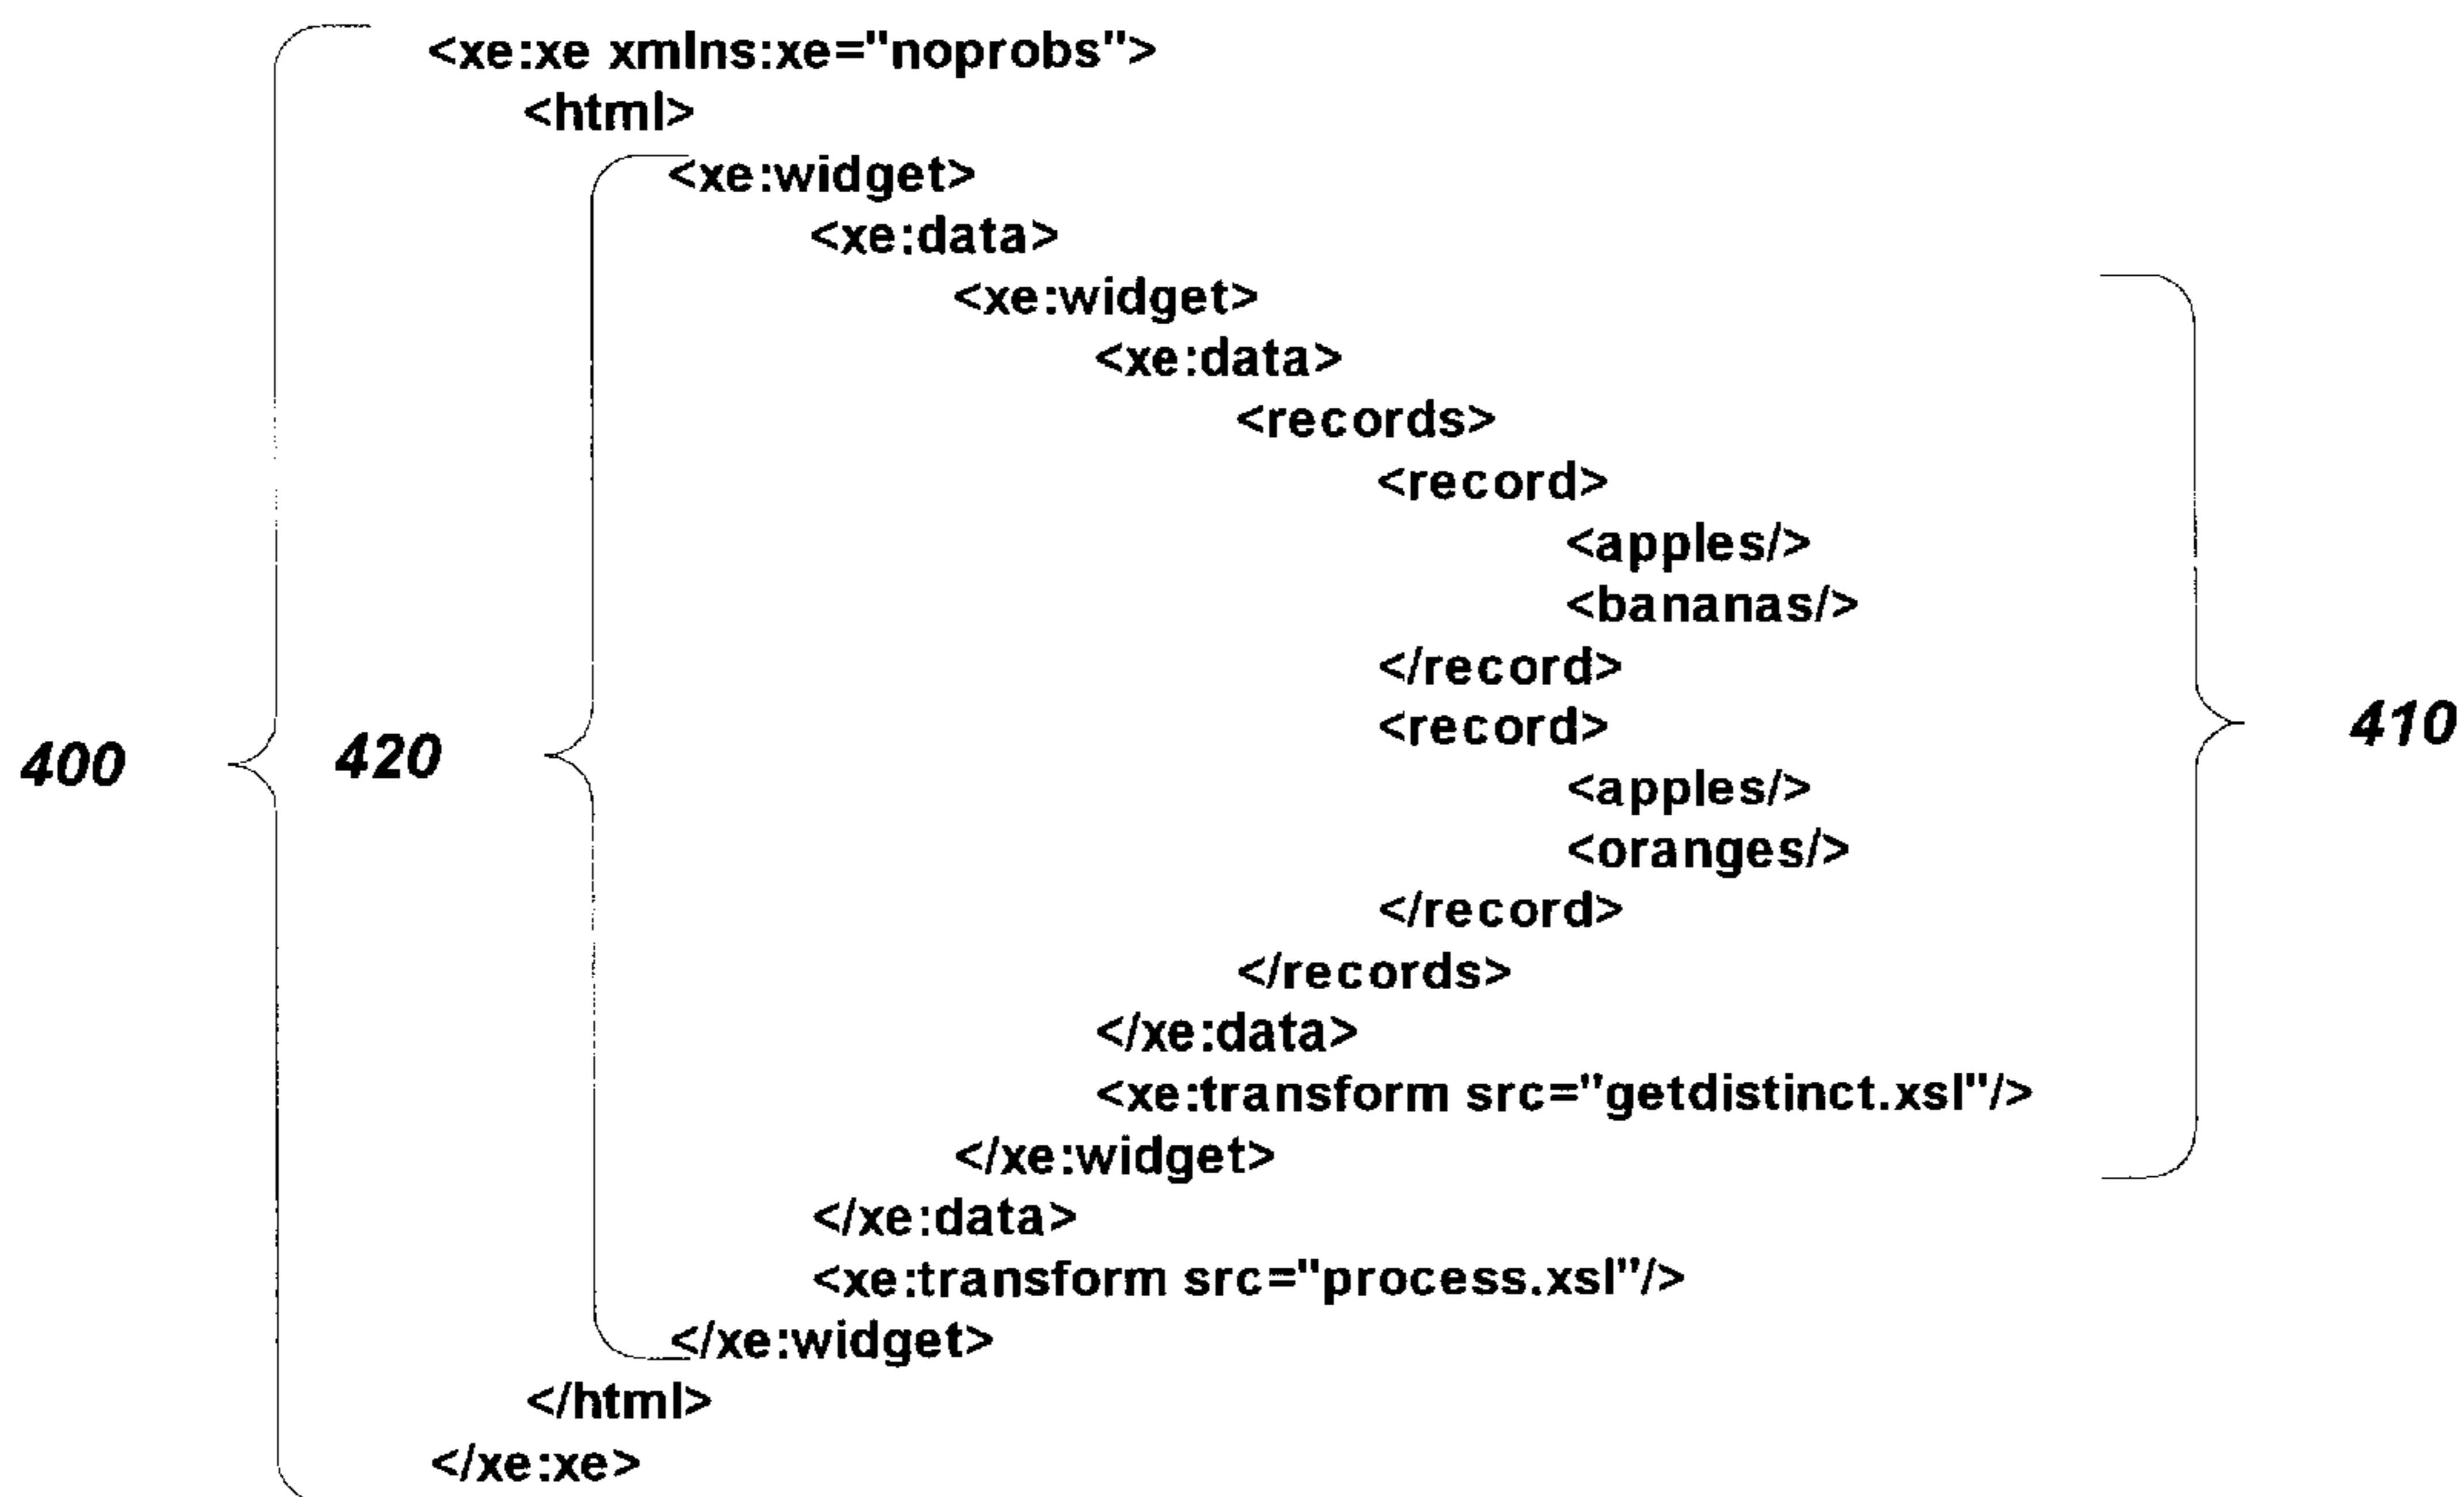 <xe:xe xmlns:xe="noprobs">
<html>
<xe:widget>
<xe:data>
<xe:widget>
<xe:data>
<records>
<record>
<apples/>
<bananas/>
</record>
<record>
400
420
410
<apples/>
<oranges/>
</record>
</records>
</xe:data>
<xe:transform src="getdistinct.xsl"/>
</xe:widget>
</xe:data>
<xe:transform src="process.xsl"/>
</xe:widget>
</html>
</xe:xe>